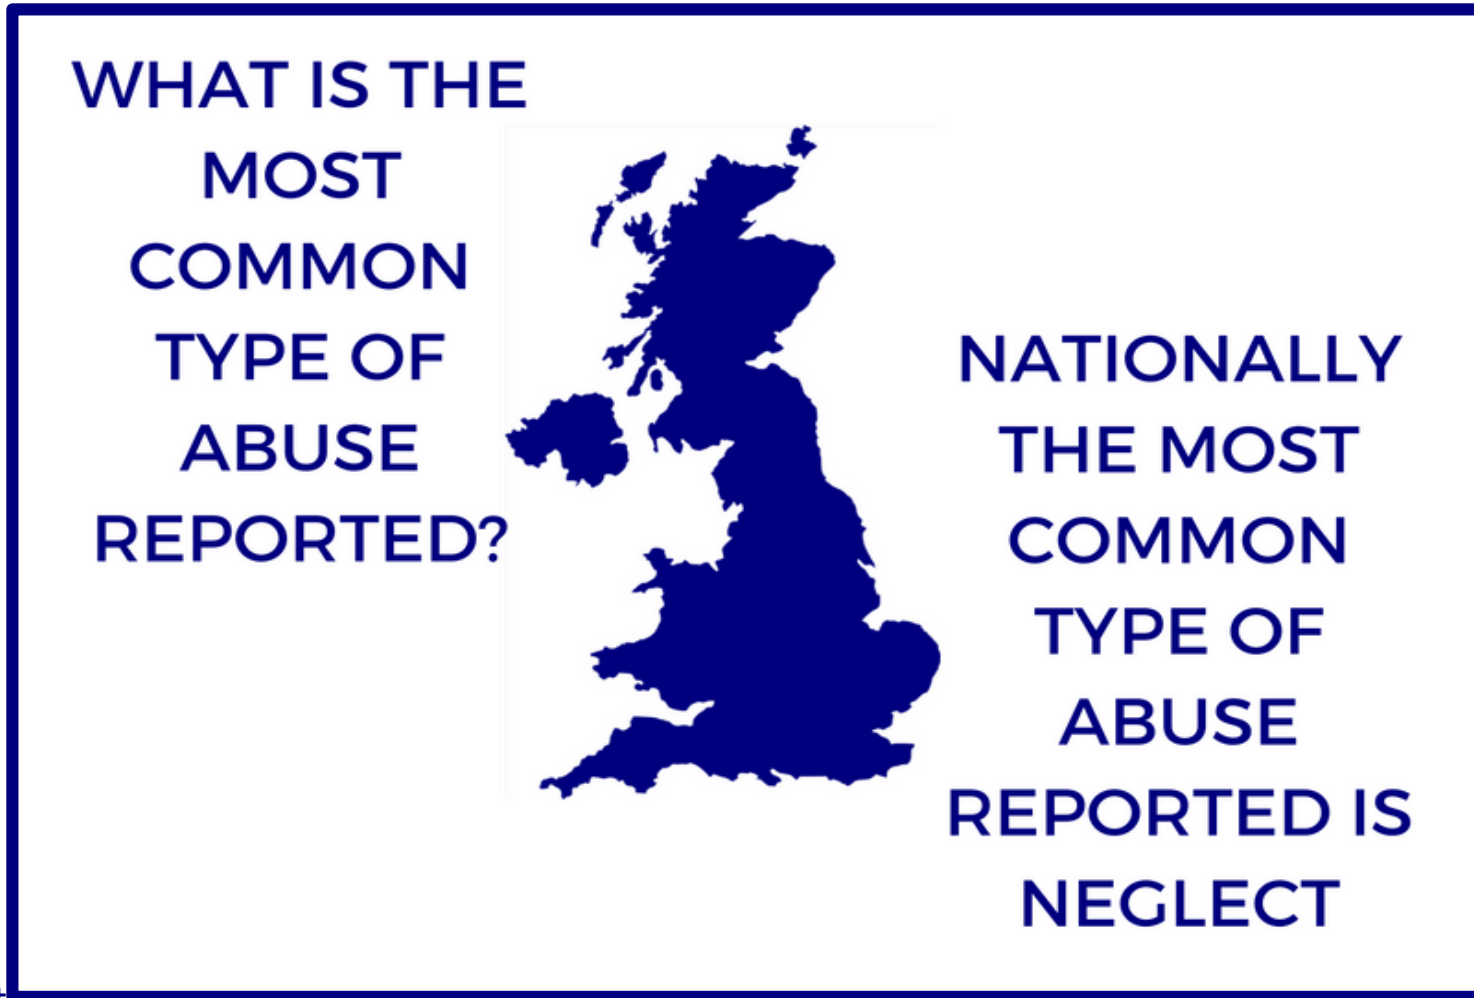 WHAT IS THE
MOST
COMMON
TYPE OF
ABUSE
REPORTED?
NATIONALLY
THE MOST
COMMON
TYPE OF
ABUSE
REPORTED IS
NEGLECT